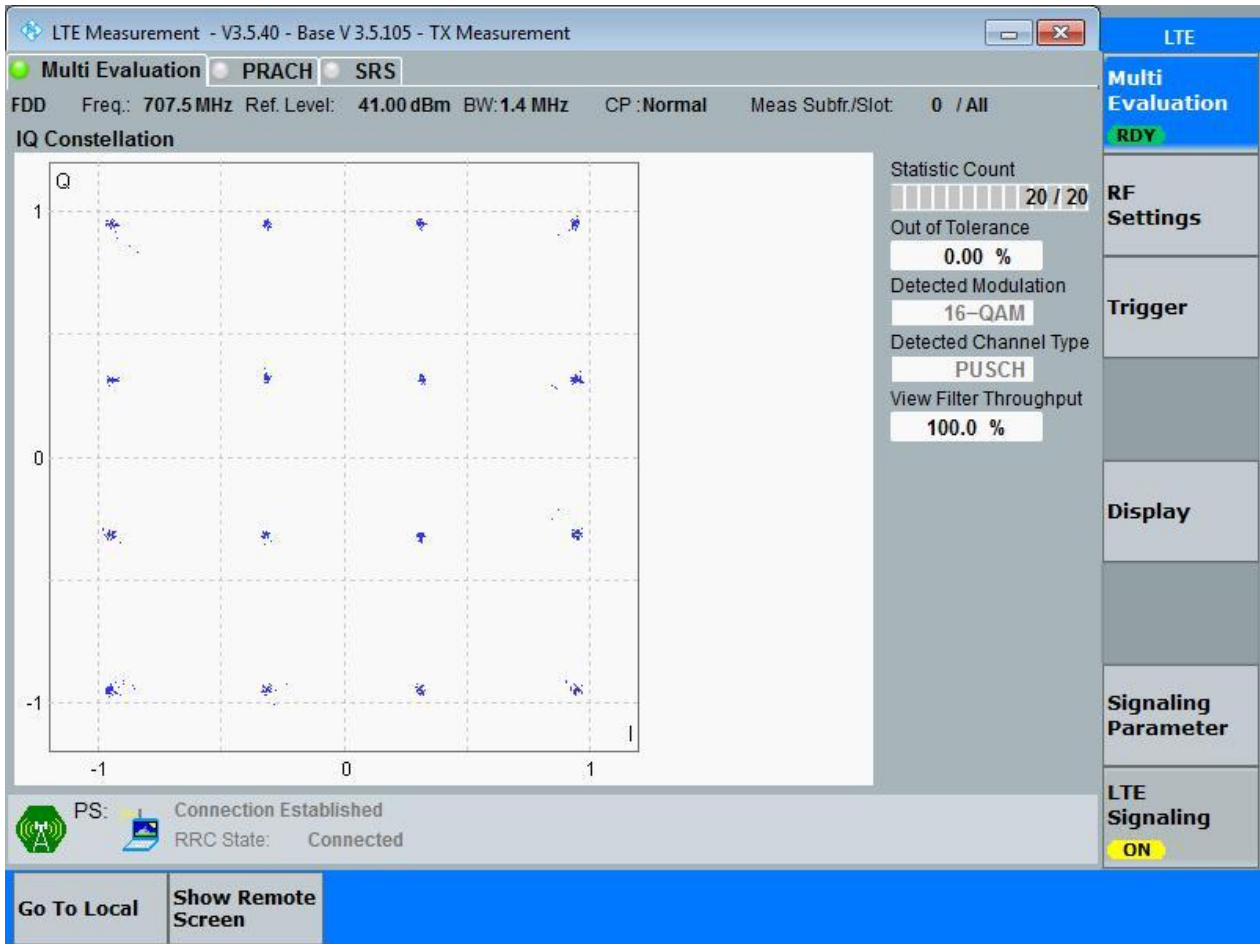 LTE Measurement - V3.5.40 - Base V 3.5.105 - TX Measurement
LTE
Multi Evaluation PRACH SRS
FDD Freq.: 707.5 MHz Ref. Level: 41.00 dBm BW: 1.4 MHz CP : Normal Meas Subfr./Slot: 0 / All
IQ Constellation
Q
1
0
-1
I
-1 0 1
Statistic Count
20 / 20
Out of Tolerance
0.00 %
Detected Modulation
16-QAM
Detected Channel Type
PUSCH
View Filter Throughput
100.0 %
Multi
Evaluation
RDY
RF
Settings
Trigger
Display
Signaling
Parameter
LTE
Signaling
ON
PS: Connection Established
RRC State: Connected
Go To Local
Show Remote
Screen